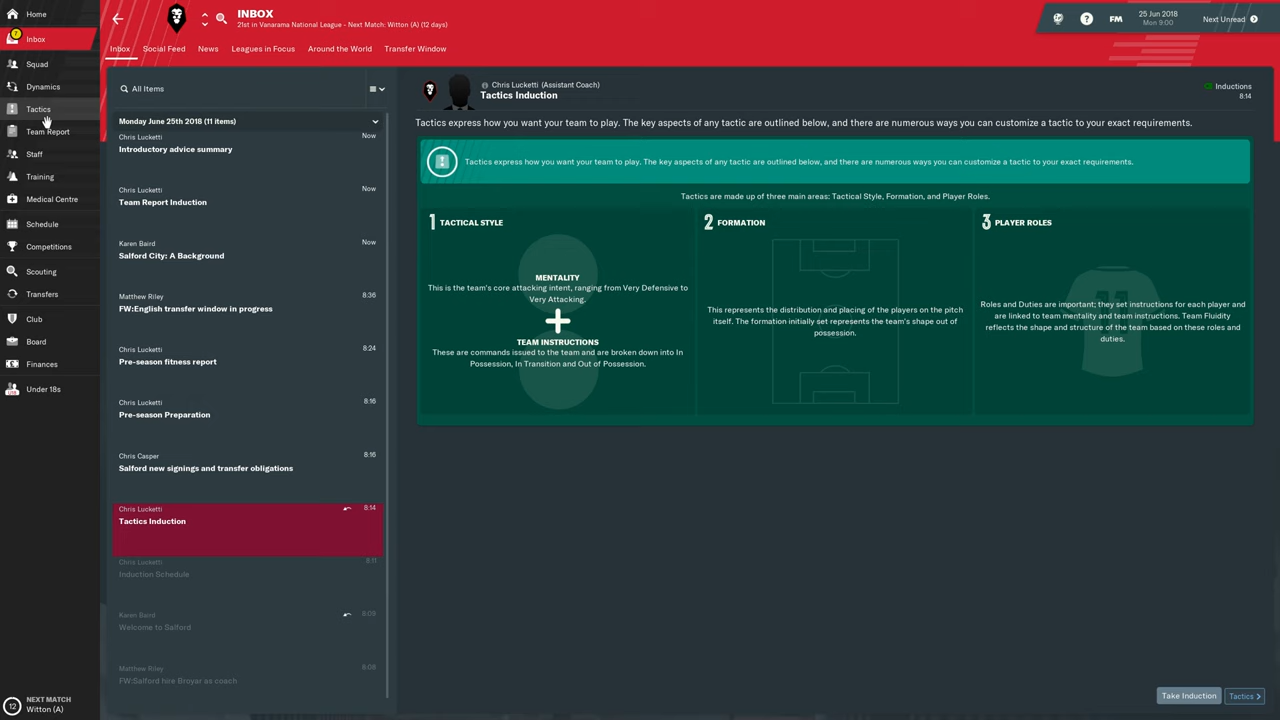 Home
7
Inbox
Squad
Dynamics
Tactics
Team Report
Staff
Training
Medical Centre
Schedule
Competitions
Scouting
Transfers
Club
Board
Finances
Under 18s
12
NEXT MATCH
Witton (A)
INBOX
21st in Vanarama National League - Next Match: Witton (A) (12 days)
FM
25 Jun 2018
Mon 9:00
Next Unread
Inbox
Social Feed
News
Leagues in Focus
Around the World
Transfer Window
All Items
Monday June 25th 2018 (11 items)
Chris Lucketti
Now
Introductory advice summary
Chris Lucketti
Now
Team Report Induction
Karen Baird
Now
Salford City: A Background
Matthew Riley
8:36
FW:English transfer window in progress
Chris Lucketti
8:24
Pre-season fitness report
Chris Lucketti
8:16
Pre-season Preparation
Chris Casper
8:16
Salford new signings and transfer obligations
Chris Lucketti
8:14
Tactics Induction
Chris Lucketti
8:11
Induction Schedule
Karen Baird
8:09
Welcome to Salford
Matthew Riley
8:08
FW:Salford hire Broyar as coach
Chris Lucketti (Assistant Coach)
Tactics Induction
Inductions
8:14
Tactics express how you want your team to play. The key aspects of any tactic are outlined below, and there are numerous ways you can customize a tactic to your exact requirements.
Tactics express how you want your team to play. The key aspects of any tactic are outlined below, and there are numerous ways you can customize a tactic to your exact requirements.
Tactics are made up of three main areas: Tactical Style, Formation, and Player Roles.
1 TACTICAL STYLE
MENTALITY
This is the team's core attacking intent, ranging from Very Defensive to
Very Attacking.
TEAM INSTRUCTIONS
These are commands issued to the team and are broken down into In
Possession, In Transition and Out of Possession.
2 FORMATION
This represents the distribution and placing of the players on the pitch
itself. The formation initially set represents the team's shape out of
possession.
3 PLAYER ROLES
Roles and Duties are important; they set instructions for each player and
are linked to team mentality and team instructions. Team Fluidity
reflects the shape and structure of the team based on these roles and
duties.
Take Induction
Tactics